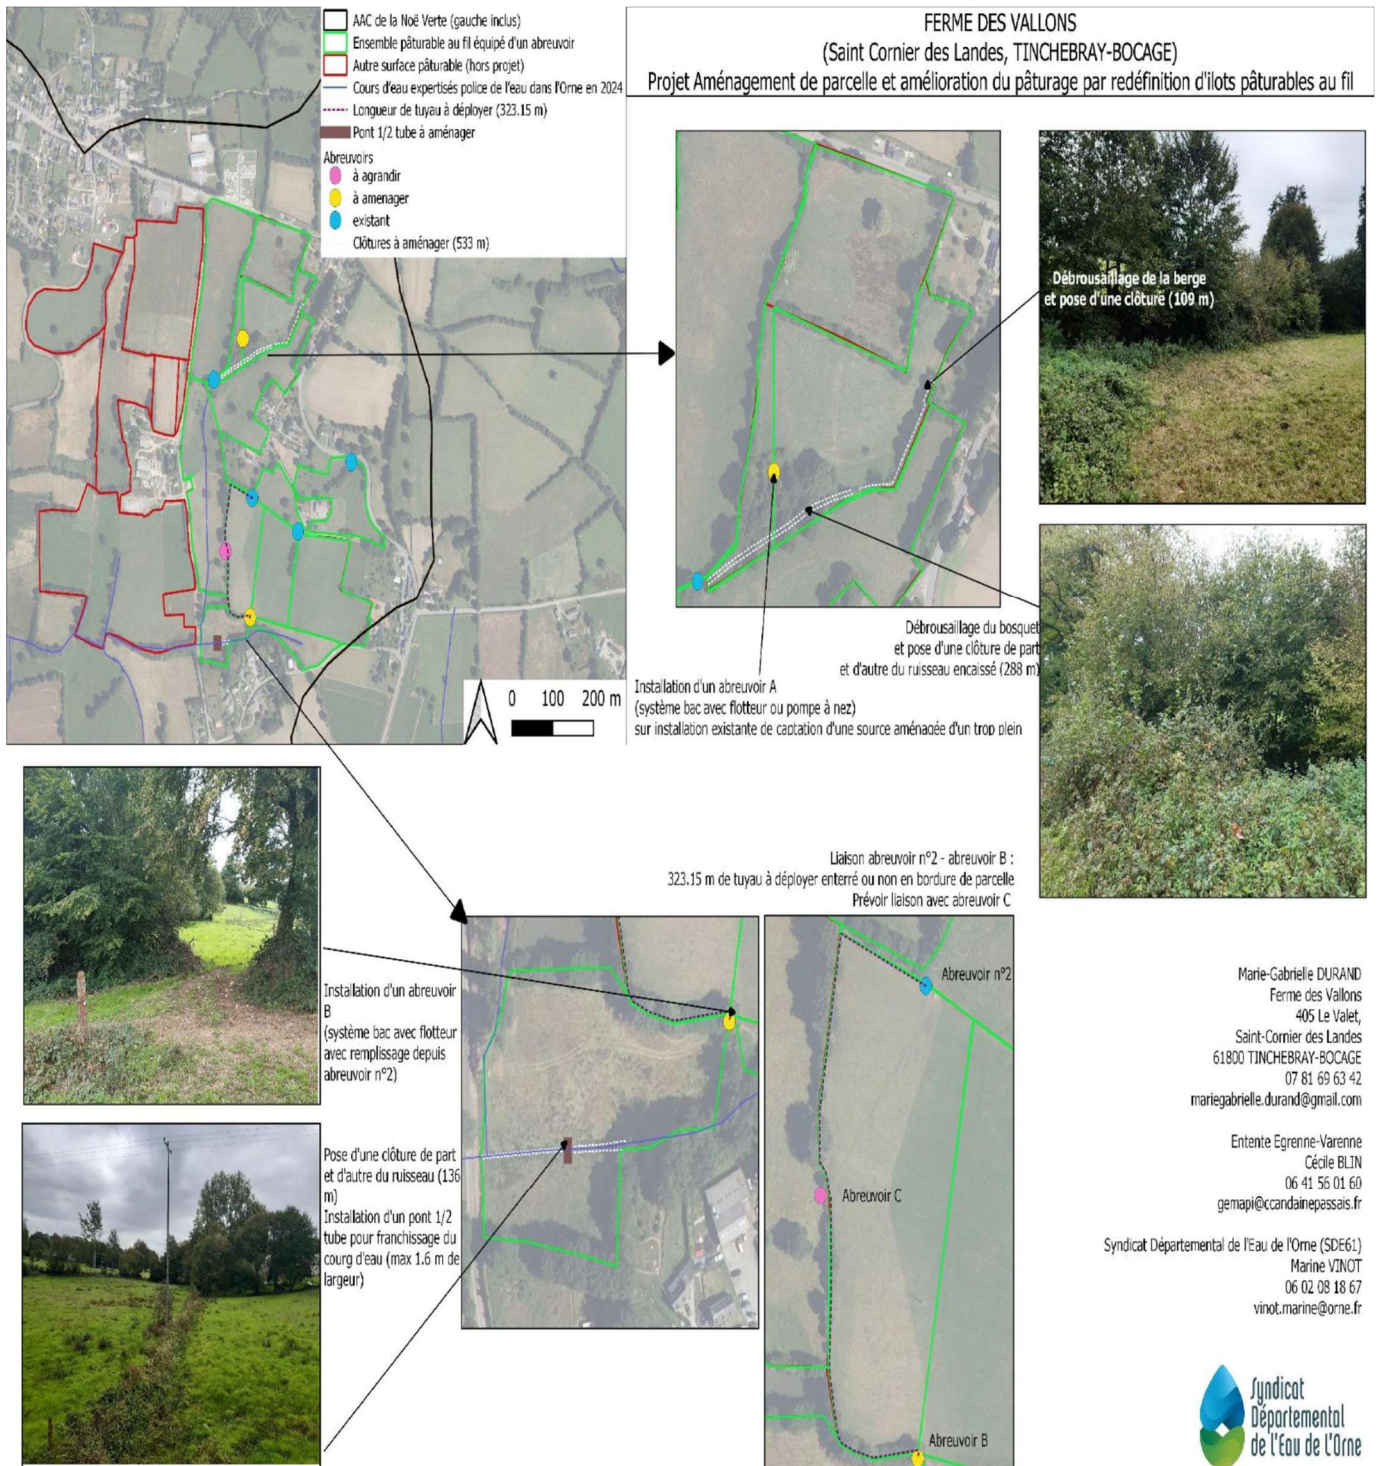 AAC de la Noë Verte (gauche inclus)
Ensemble pâturable au fil équipé d'un abreuvoir
Autre surface pâturable (hors projet)
Cours d'eau expertisés police de l'eau dans l'Orne en 2024
Longueur de tuyau à déployer (323.15 m)
Pont 1/2 tube à aménager
Abreuvoirs
à agrandir
à amenager
existant
Clôtures à aménager (533 m)
0 100 200 m
FERME DES VALLONS
(Saint Cornier des Landes, TINCHEBRAY-BOCAGE)
Projet Aménagement de parcelle et amélioration du pâturage par redéfinition d'ilots pâturables au fil
Débrousaillage de la berge
et pose d'une clôture (109 m)
Débrousaillage du bosquet
et pose d'une clôture de part
et d'autre du ruisseau encaissé (288 m)
Installation d'un abreuvoir A
(système bac avec flotteur ou pompe à nez)
sur installation existante de captation d'une source aménagée d'un trop plein
Liaison abreuvoir n°2 - abreuvoir B :
323.15 m de tuyau à déployer enterré ou non en bordure de parcelle
Prévoir liaison avec abreuvoir C
Installation d'un abreuvoir
B
(système bac avec flotteur
avec remplissage depuis
abreuvoir n°2)
Pose d'une clôture de part
et d'autre du ruisseau (136
m)
Installation d'un pont 1/2
tube pour franchissage du
courg d'eau (max 1.6 m de
largeur)
Abreuvoir n°2
Abreuvoir C
Abreuvoir B
Marie-Gabrielle DURAND
Ferme des Vallons
405 Le Valet,
Saint-Cornier des Landes
61800 TINCHEBRAY-BOCAGE
07 81 69 63 42
mariegabrielle.durand@gmail.com
Entente Egrenne-Varenne
Cécile BLIN
06 41 56 01 60
gemapi@ccandainepassais.fr
Syndicat Départemental de l'Eau de l'Orne (SDE61)
Marine VINOT
06 02 08 18 67
vinot.marine@orne.fr
Syndicat
Départemental
de l'Eau de l'Orne